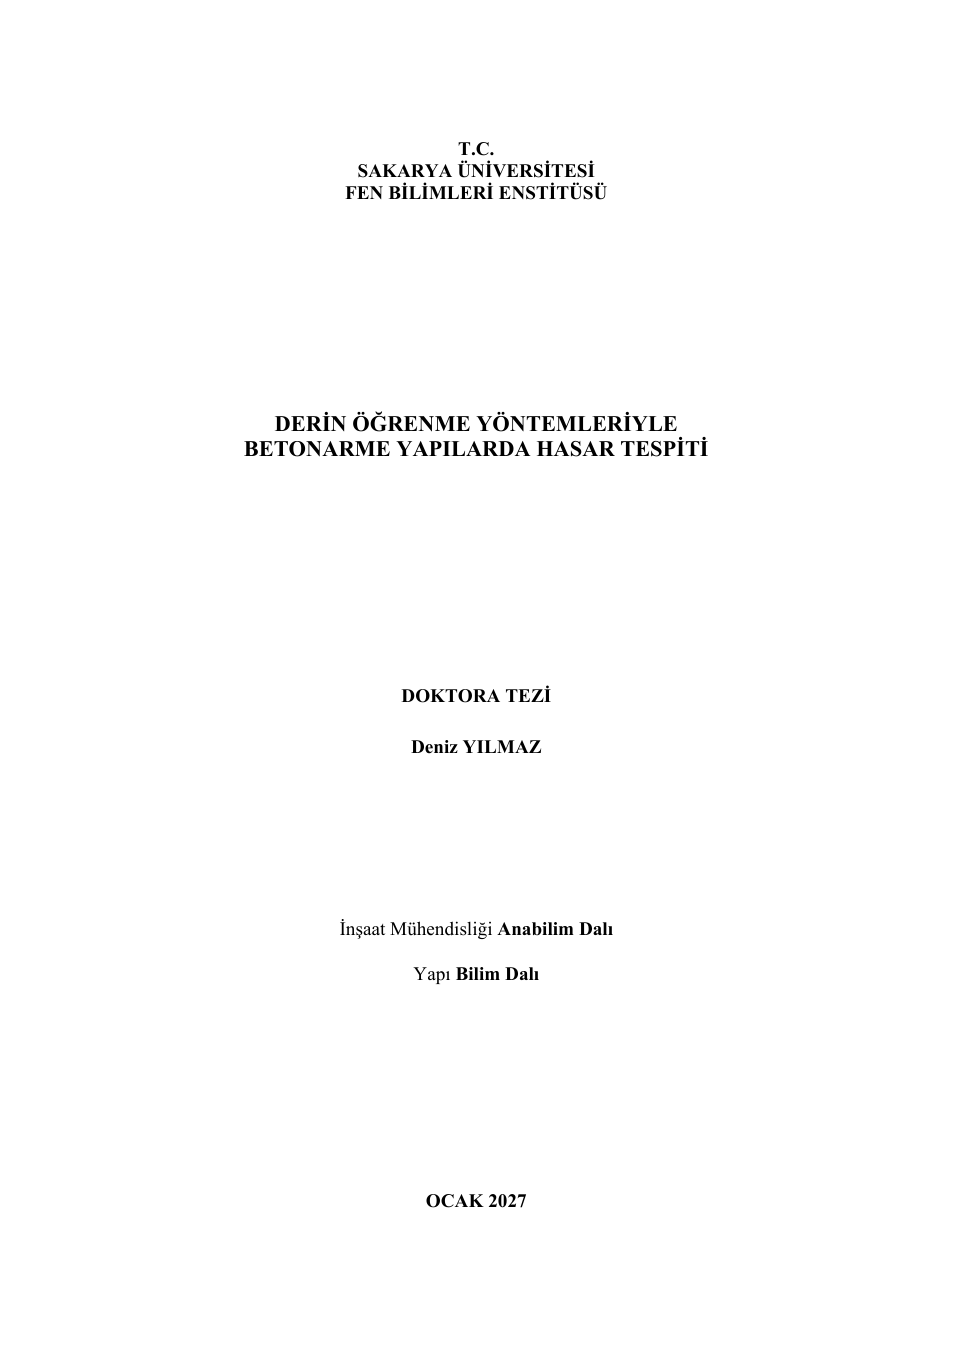 T.C.
SAKARYA ÜNİVERSİTESİ
FEN BİLİMLERİ ENSTİTÜSÜ
DERİN ÖĞRENME YÖNTEMLERİYLE
BETONARME YAPILARDA HASAR TESPİTİ
DOKTORA TEZİ
Deniz YILMAZ
İnşaat Mühendisliği Anabilim Dalı
Yapı Bilim Dalı
OCAK 2027